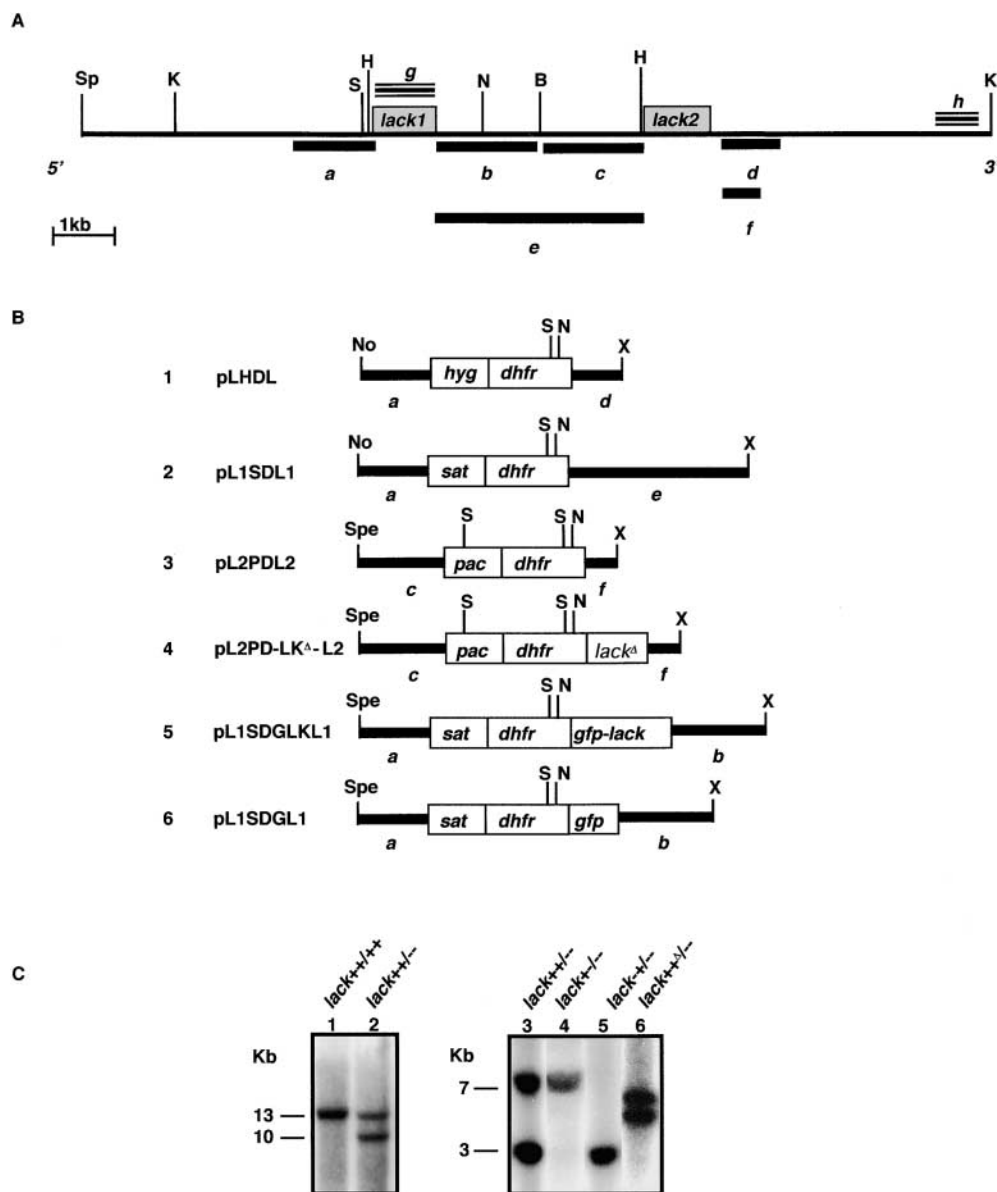 A
Sp K S H g N B H h K
lack1 lack2
5' a b c d 3
1kb e f
B
No S N X
1 pLHDL hyg dhfr
a d
No S N X
2 pL1SDL1 sat dhfr
a e
Spe S S N X
3 pL2PDL2 pac dhfr
c f
Spe S S N X
4 pL2PD-LKΔ-L2 pac dhfr lackΔ
c f
Spe S N X
5 pL1SDGLKL1 sat dhfr gfp-lack
a b
Spe S N X
6 pL1SDGL1 sat dhfr gfp
a b
C
lack++/++ lack++/-- lack++/-- lack+-/-- lack-+/-- lack++Δ/--
1 2 3 4 5 6
Kb Kb
13 7
10 3